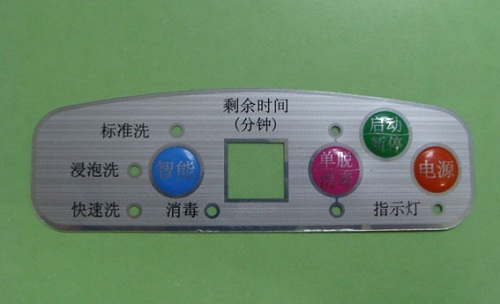 剩余时间
(分钟)
标准洗
启动
暂停
浸泡洗
智能
单脱
电源
快速洗
消毒
指示灯